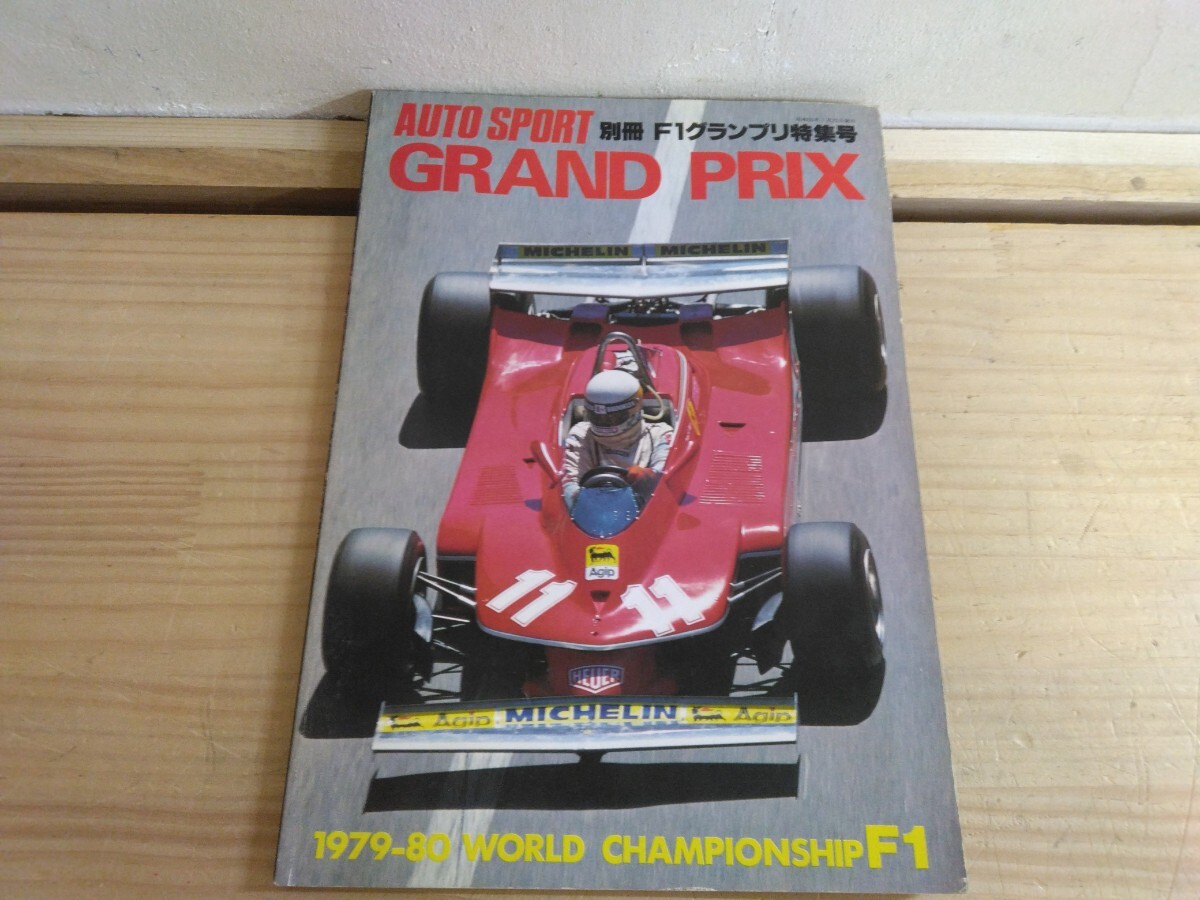 AUTO SPORT 別冊 F1グランプリ特集号
GRAND PRIX
MICHELIN MICHELIN
Agip
11 11
HEUER
Agip MICHELIN Agip
1979-80 WORLD CHAMPIONSHIP F1